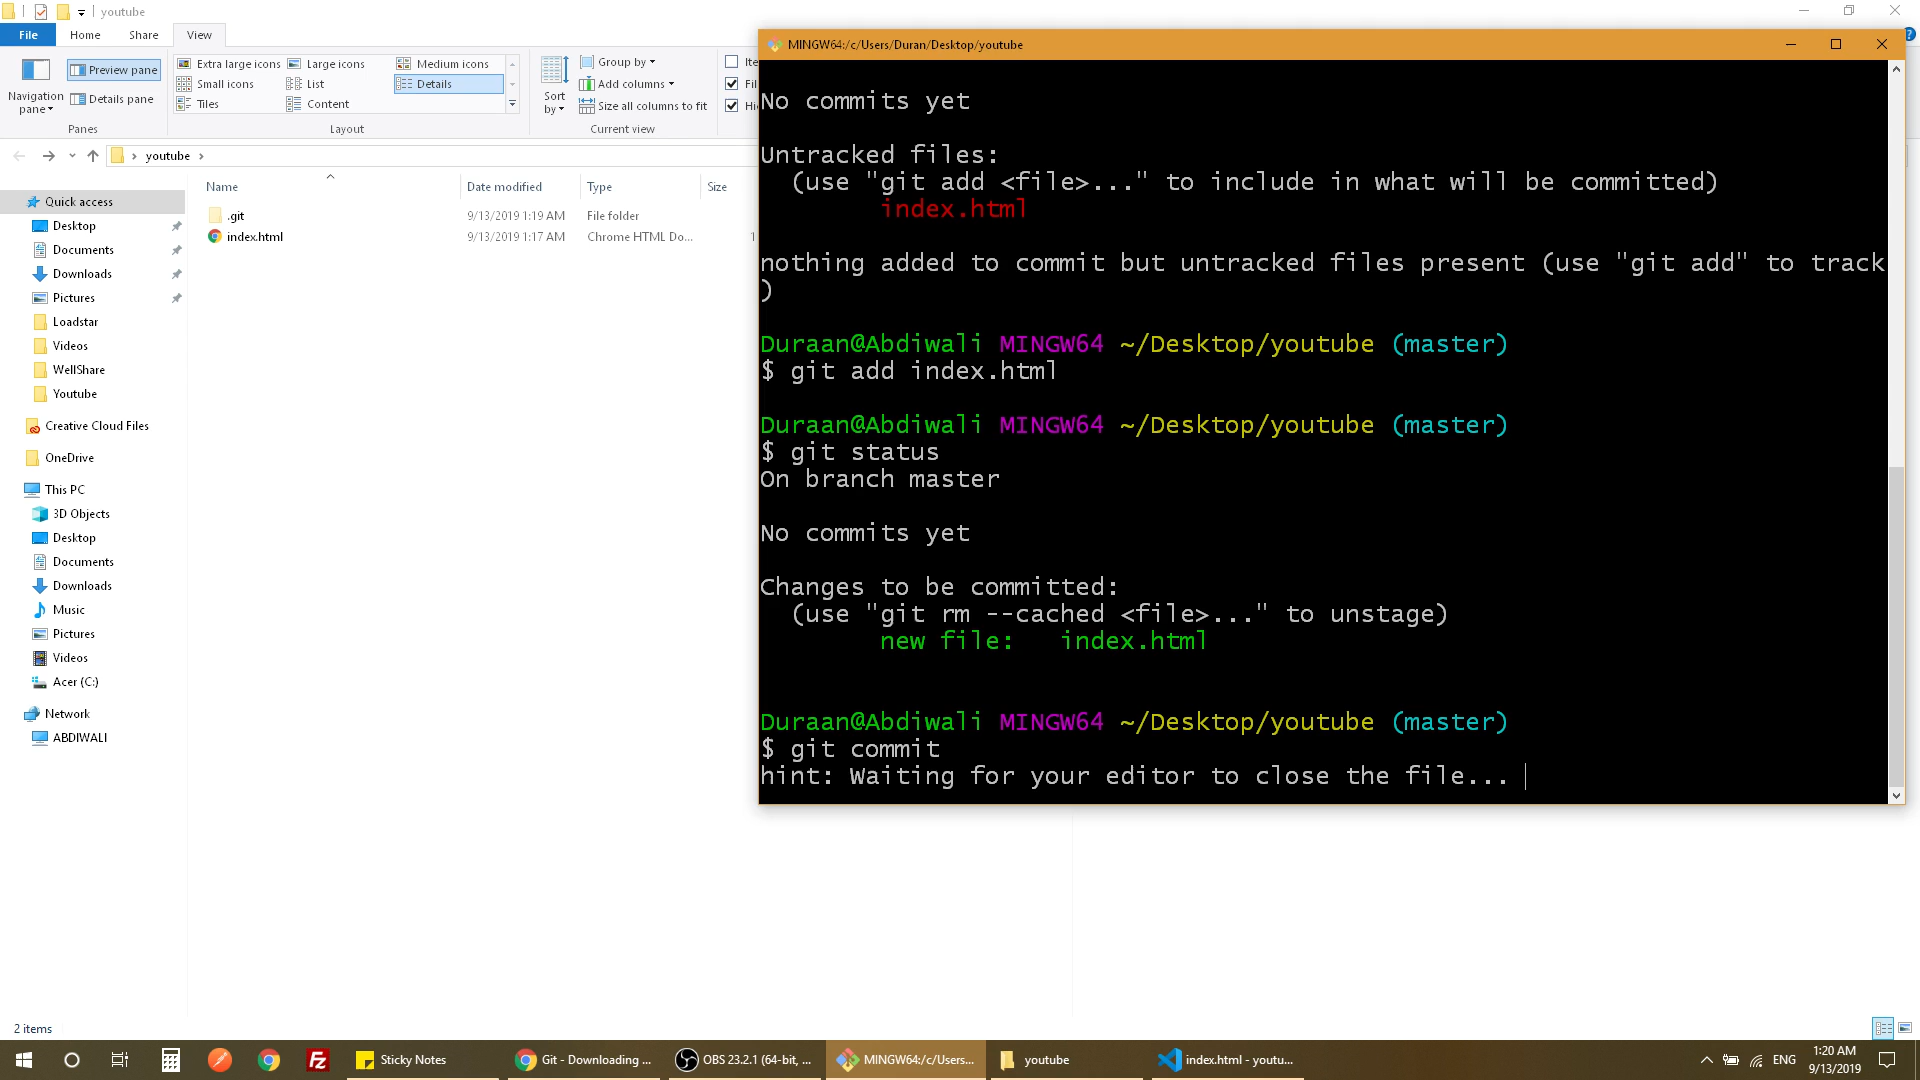 youtube
File
Home
Share
View
Navigation pane
Preview pane
Details pane
Panes
Extra large icons
Large icons
Medium icons
Small icons
List
Details
Tiles
Content
Layout
Sort by
Group by
Add columns
Size all columns to fit
Current view
youtube
Name
Date modified
Type
Size
.git
9/13/2019 1:19 AM
File folder
index.html
9/13/2019 1:17 AM
Chrome HTML Do...
1
Quick access
Desktop
Documents
Downloads
Pictures
Loadstar
Videos
WellShare
Youtube
Creative Cloud Files
OneDrive
This PC
3D Objects
Desktop
Documents
Downloads
Music
Pictures
Videos
Acer (C:)
Network
ABDIWALI
2 items
MINGW64:/c/Users/Duran/Desktop/youtube
No commits yet
Untracked files:
(use "git add <file>..." to include in what will be committed)
index.html
nothing added to commit but untracked files present (use "git add" to track
)
Duraan@Abdiwali MINGW64 ~/Desktop/youtube (master)
$ git add index.html
Duraan@Abdiwali MINGW64 ~/Desktop/youtube (master)
$ git status
On branch master
No commits yet
Changes to be committed:
(use "git rm --cached <file>..." to unstage)
new file:   index.html
Duraan@Abdiwali MINGW64 ~/Desktop/youtube (master)
$ git commit
hint: Waiting for your editor to close the file...
Sticky Notes
Git - Downloading ...
OBS 23.2.1 (64-bit, ...
MINGW64:/c/Users...
youtube
index.html - youtu...
ENG
1:20 AM
9/13/2019